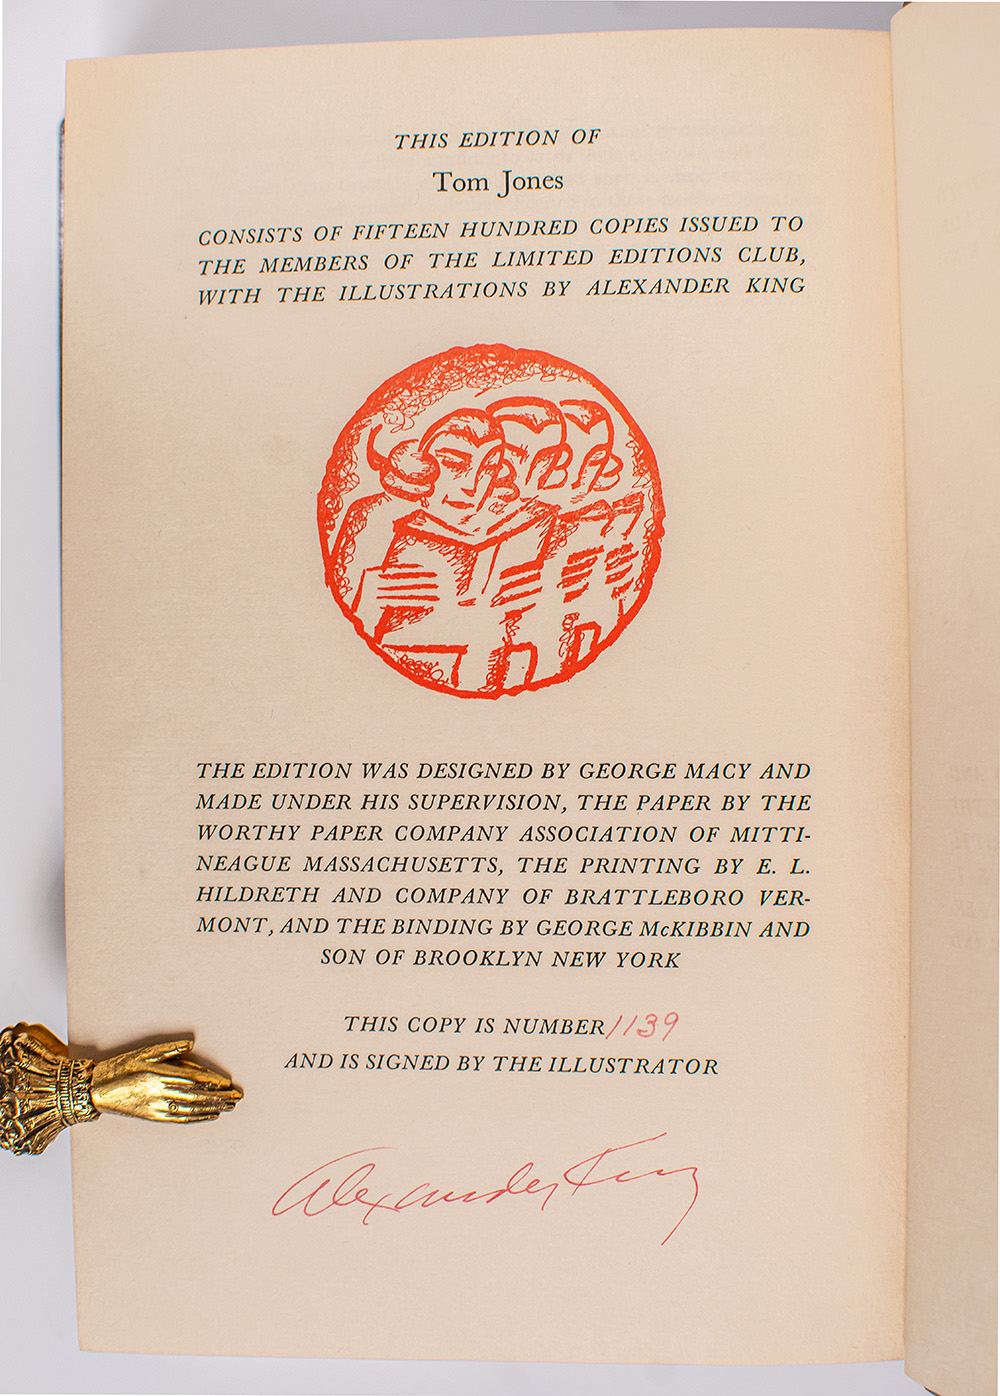 THIS EDITION OF
Tom Jones
CONSISTS OF FIFTEEN HUNDRED COPIES ISSUED TO
THE MEMBERS OF THE LIMITED EDITIONS CLUB,
WITH THE ILLUSTRATIONS BY ALEXANDER KING
THE EDITION WAS DESIGNED BY GEORGE MACY AND
MADE UNDER HIS SUPERVISION, THE PAPER BY THE
WORTHY PAPER COMPANY ASSOCIATION OF MITTI-
NEAGUE MASSACHUSETTS, THE PRINTING BY E. L.
HILDRETH AND COMPANY OF BRATTLEBORO VER-
MONT, AND THE BINDING BY GEORGE McKIBBIN AND
SON OF BROOKLYN NEW YORK
THIS COPY IS NUMBER 1139
AND IS SIGNED BY THE ILLUSTRATOR
Alexander King